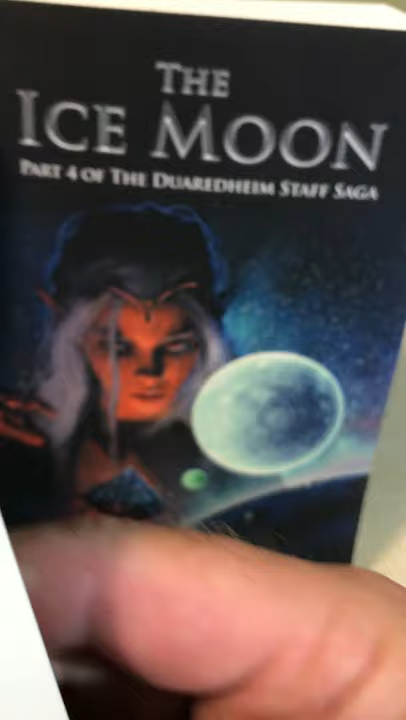 THE
ICE MOON
PART 4 OF THE DUAREDHEIM STAFF SAGA